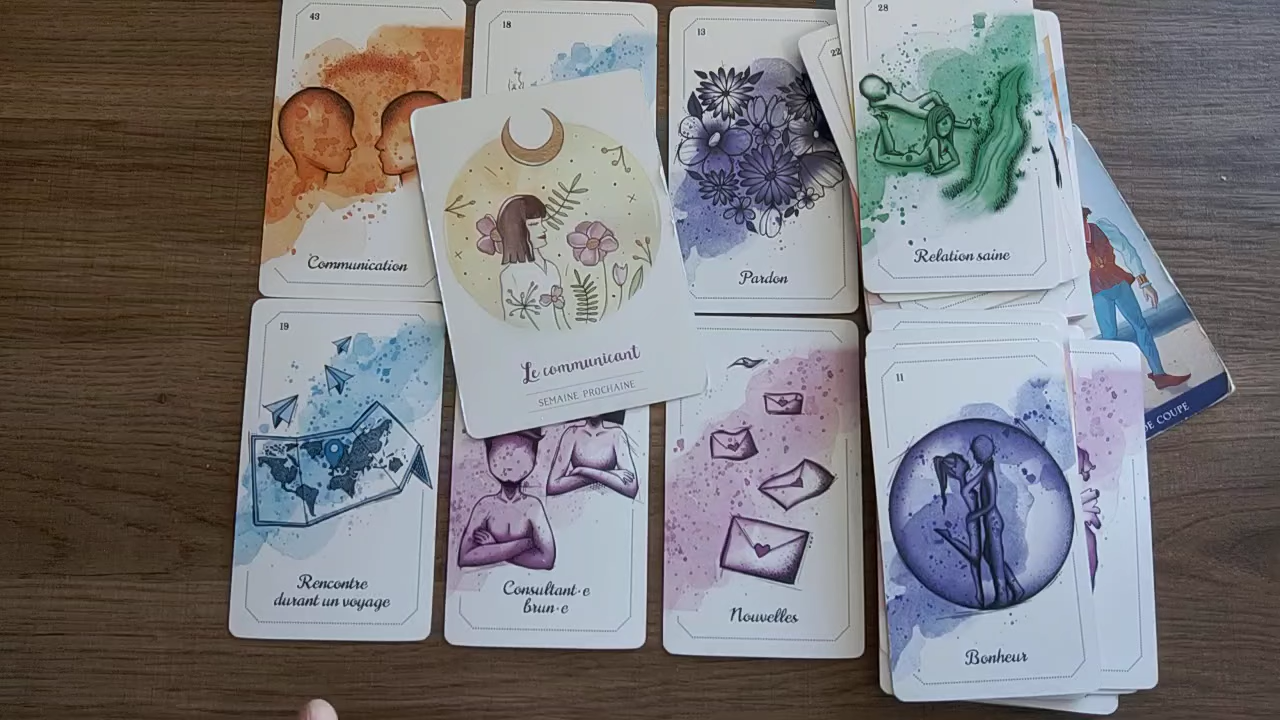 43
Communication
18
13
Pardon
22
28
Relation saine
Le communicant
SEMAINE PROCHAINE
19
Rencontre
durant un voyage
Consultant·e
brun·e
Nouvelles
11
Bonheur
DE COUPE